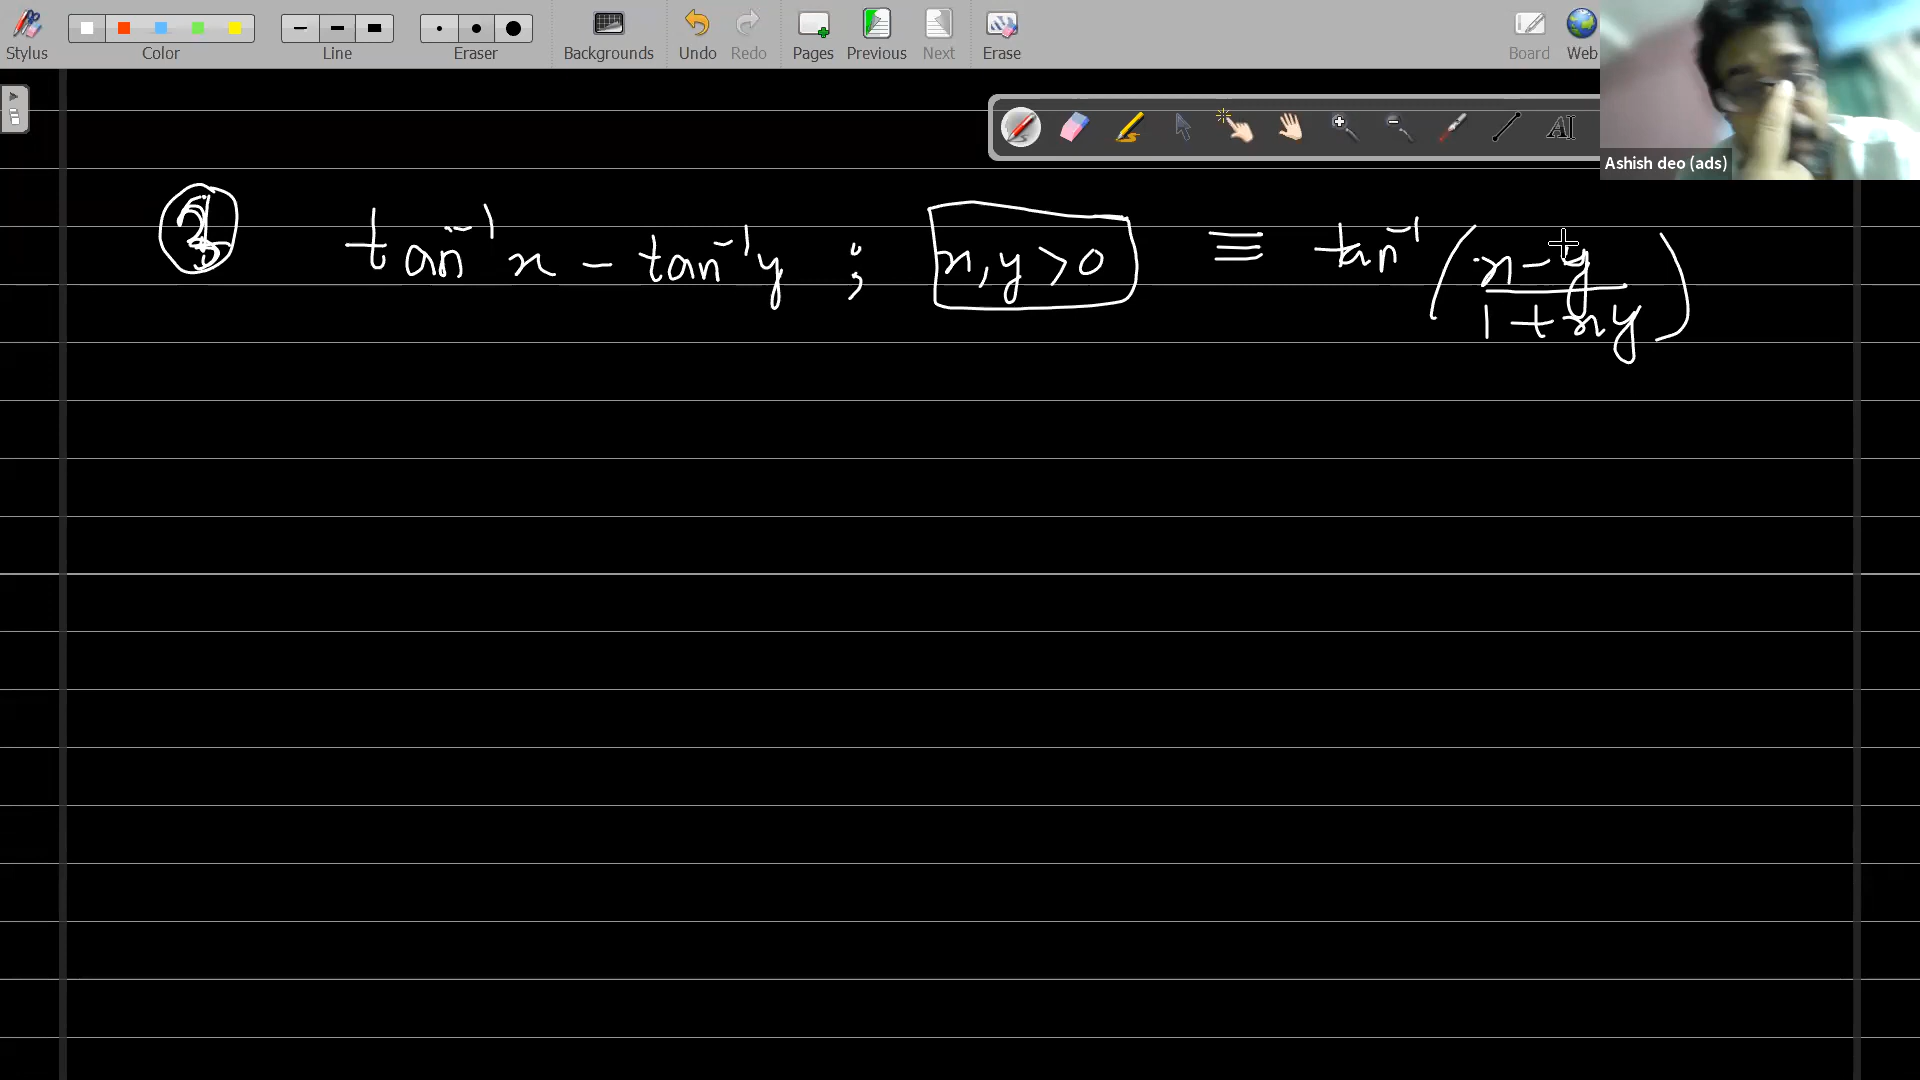 Stylus Color Line Eraser Backgrounds Undo Redo Pages Previous Next Erase Board Web
Ashish deo (ads)
tan⁻¹x − tan⁻¹y ; x, y > 0 ≡ tan⁻¹((x − y)/(1 + xy))